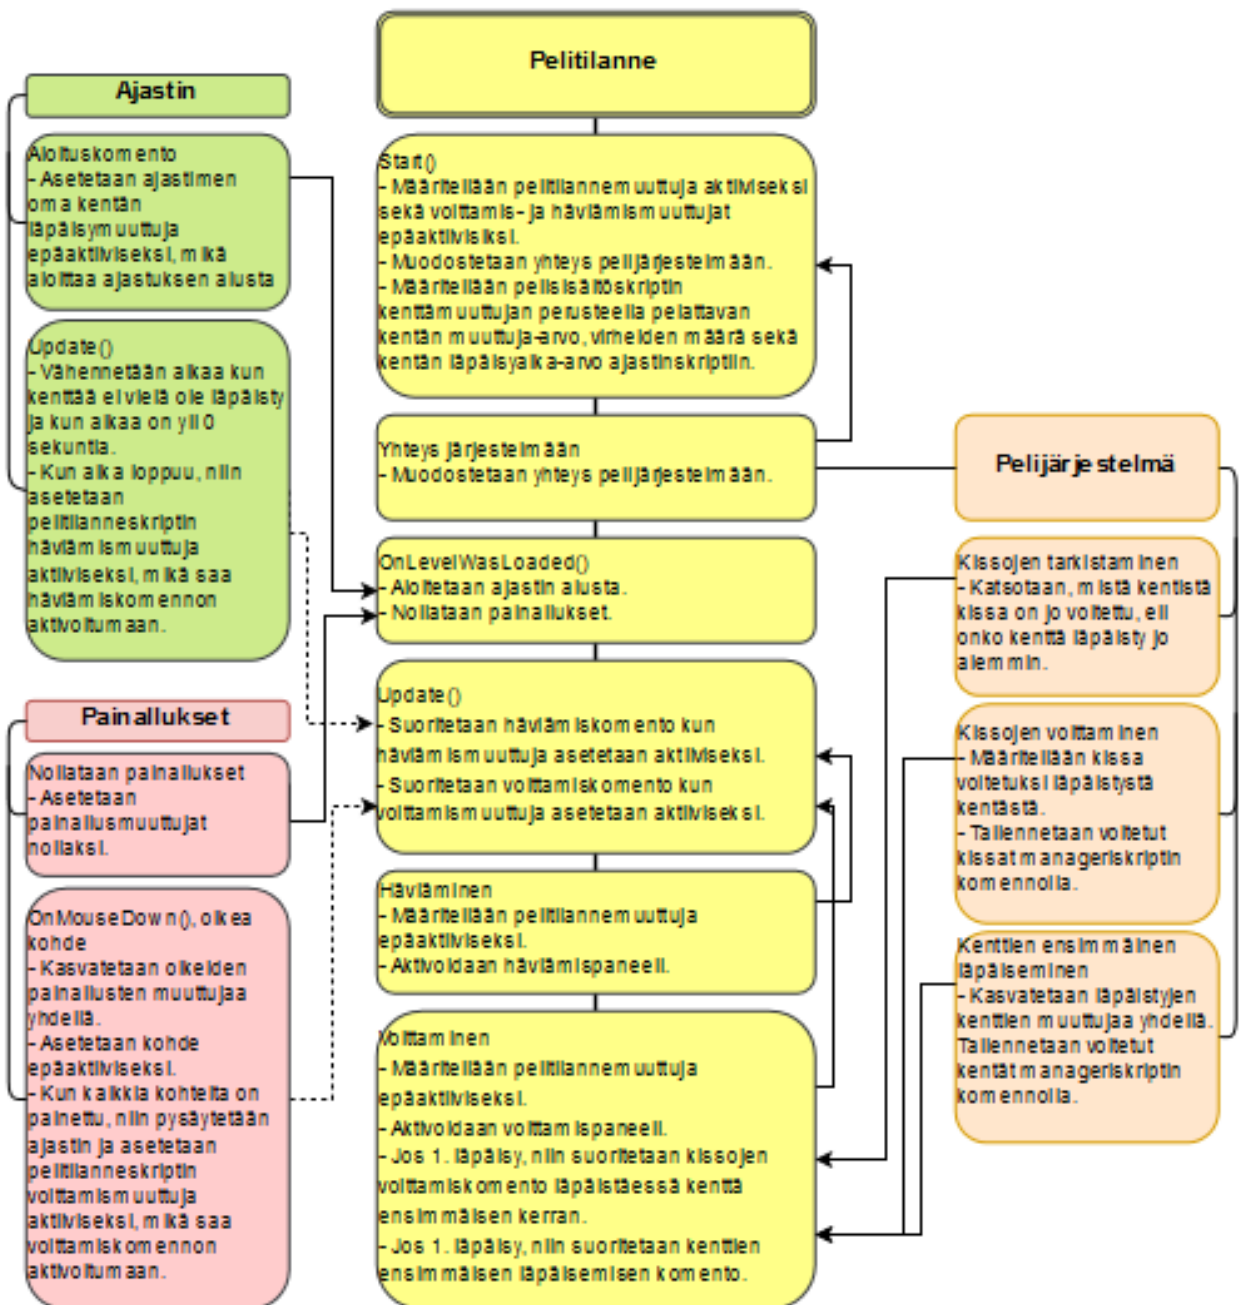 Pelitilanne
Ajastin
Aloituskomento
- Asetetaan ajastimen
oma kentän
läpäisymuuttuja
epäaktiiviseksi, mikä
aloittaa ajastuksen alusta
Update()
- Vähennetään aikaa kun
kenttää ei vielä ole läpäisty
ja kun aikaa on yli 0
sekuntia.
- Kun aika loppuu, niin
asetetaan
pelitilanneskriptin
häviämismuuttuja
aktiiviseksi, mikä saa
häviämiskomennon
aktivoitumaan.
Painallukset
Nollataan painallukset
- Asetetaan
painallusmuuttujat
nollaksi.
OnMouseDown(), oikea
kohde
- Kasvatetaan oikeiden
painallusten muuttujaa
yhdellä.
- Asetetaan kohde
epäaktiiviseksi.
- Kun kaikkia kohteita on
painettu, niin pysäytetään
ajastin ja asetetaan
pelitilanneskriptin
voittamismuuttuja
aktiiviseksi, mikä saa
voittamiskomennon
aktivoitumaan.
Start()
- Määritellään pelitilannemuuttuja aktiiviseksi
sekä voittamis- ja häviämismuuttujat
epäaktiivisiksi.
- Muodostetaan yhteys pelijärjestelmään.
- Määritellään pelisisältöskriptin
kenttämuuttujan perusteella pelattavan
kentän muuttuja-arvo, virheiden määrä sekä
kentän läpäisyaika-arvo ajastinskriptiin.
Yhteys järjestelmään
- Muodostetaan yhteys pelijärjestelmään.
OnLevelWasLoaded()
- Aloitetaan ajastin alusta.
- Nollataan painallukset.
Update()
- Suoritetaan häviämiskomento kun
häviämismuuttuja asetetaan aktiiviseksi.
- Suoritetaan voittamiskomento kun
voittamismuuttuja asetetaan aktiiviseksi.
Häviäminen
- Määritellään pelitilannemuuttuja
epäaktiiviseksi.
- Aktivoidaan häviämispaneeli.
Voittaminen
- Määritellään pelitilannemuuttuja
epäaktiiviseksi.
- Aktivoidaan voittamispaneeli.
- Jos 1. läpäisy, niin suoritetaan kissojen
voittamiskomento läpäistäessä kenttä
ensimmäisen kerran.
- Jos 1. läpäisy, niin suoritetaan kenttien
ensimmäisen läpäisemisen komento.
Pelijärjestelmä
Kissojen tarkistaminen
- Katsotaan, mistä kentistä
kissa on jo voitettu, eli
onko kenttä läpäisty jo
aiemmin.
Kissojen voittaminen
- Määritellään kissa
voitetuksi läpäistystä
kentästä.
- Tallennetaan voitetut
kissat manageriskriptin
komennolla.
Kenttien ensimmäinen
läpäiseminen
- Kasvatetaan läpäistyjen
kenttien muuttujaa yhdellä.
Tallennetaan voitetut
kentät manageriskriptin
komennolla.